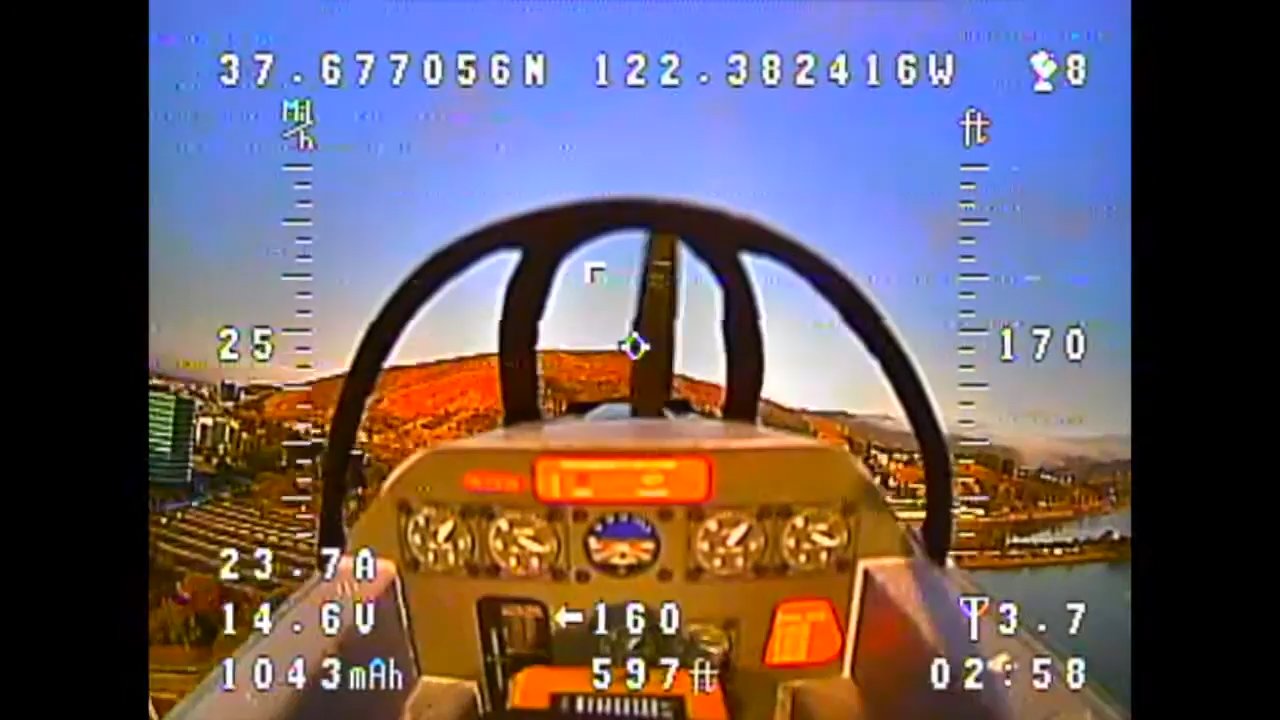 37.677056N 122.382416W 8
Mil/h ft
25 170
23.7A
14.6V ←160 3.7
1043mAh 597ft 02:58